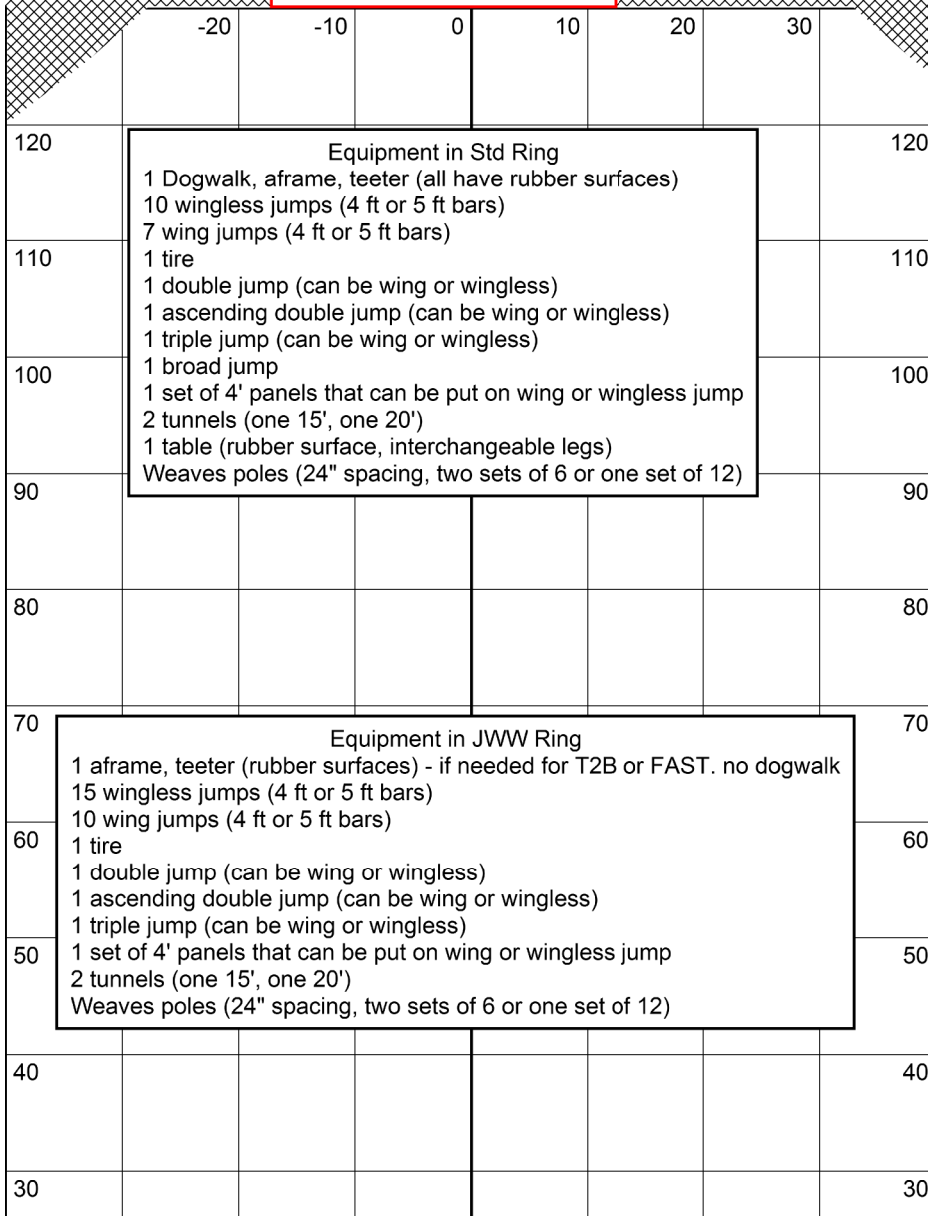 -20 -10 0 10 20 30
120 120
Equipment in Std Ring
1 Dogwalk, aframe, teeter (all have rubber surfaces)
10 wingless jumps (4 ft or 5 ft bars)
7 wing jumps (4 ft or 5 ft bars)
110 110
1 tire
1 double jump (can be wing or wingless)
1 ascending double jump (can be wing or wingless)
1 triple jump (can be wing or wingless)
1 broad jump
100 100
1 set of 4' panels that can be put on wing or wingless jump
2 tunnels (one 15', one 20')
1 table (rubber surface, interchangeable legs)
Weaves poles (24" spacing, two sets of 6 or one set of 12)
90 90
80 80
70 70
Equipment in JWW Ring
1 aframe, teeter (rubber surfaces) - if needed for T2B or FAST. no dogwalk
15 wingless jumps (4 ft or 5 ft bars)
10 wing jumps (4 ft or 5 ft bars)
60 60
1 tire
1 double jump (can be wing or wingless)
1 ascending double jump (can be wing or wingless)
1 triple jump (can be wing or wingless)
1 set of 4' panels that can be put on wing or wingless jump
50 50
2 tunnels (one 15', one 20')
Weaves poles (24" spacing, two sets of 6 or one set of 12)
40 40
30 30